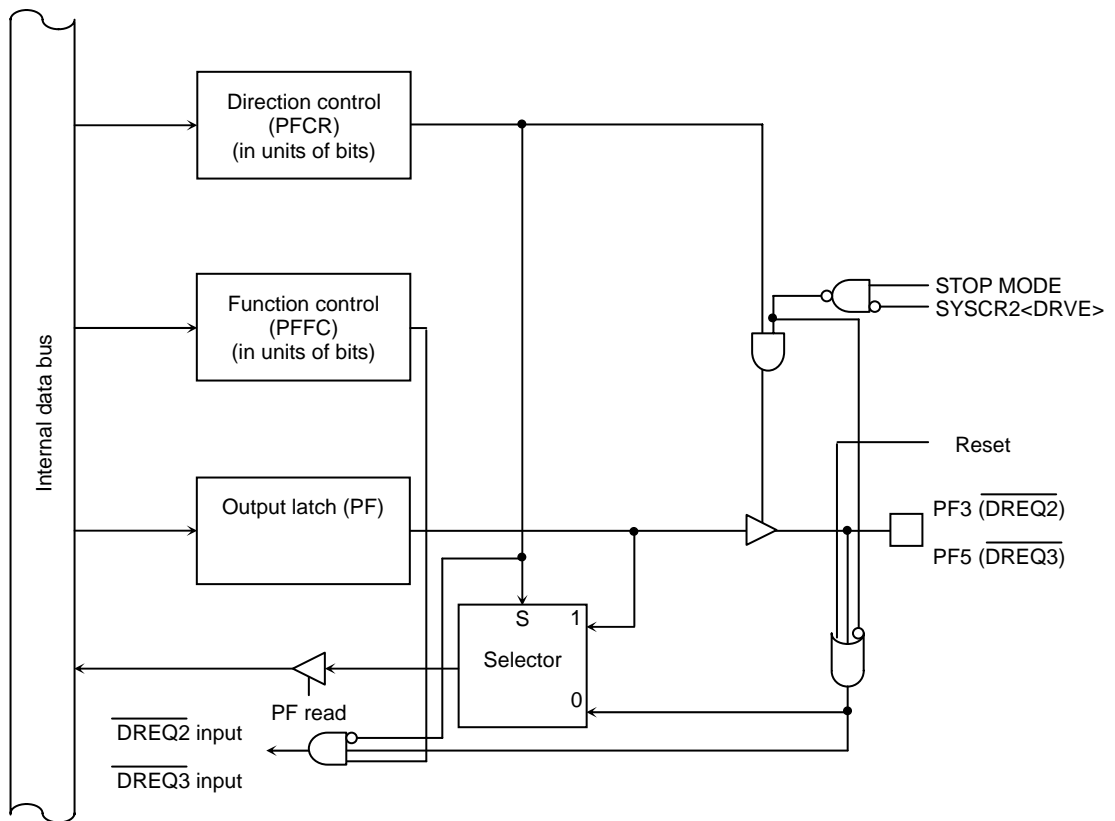 Internal data bus
Direction control
(PFCR)
(in units of bits)
Function control
(PFFC)
(in units of bits)
STOP MODE
SYSCR2<DRVE>
Reset
Output latch (PF)
PF3 (DREQ2)
PF5 (DREQ3)
S
1
Selector
0
PF read
DREQ2 input
DREQ3 input